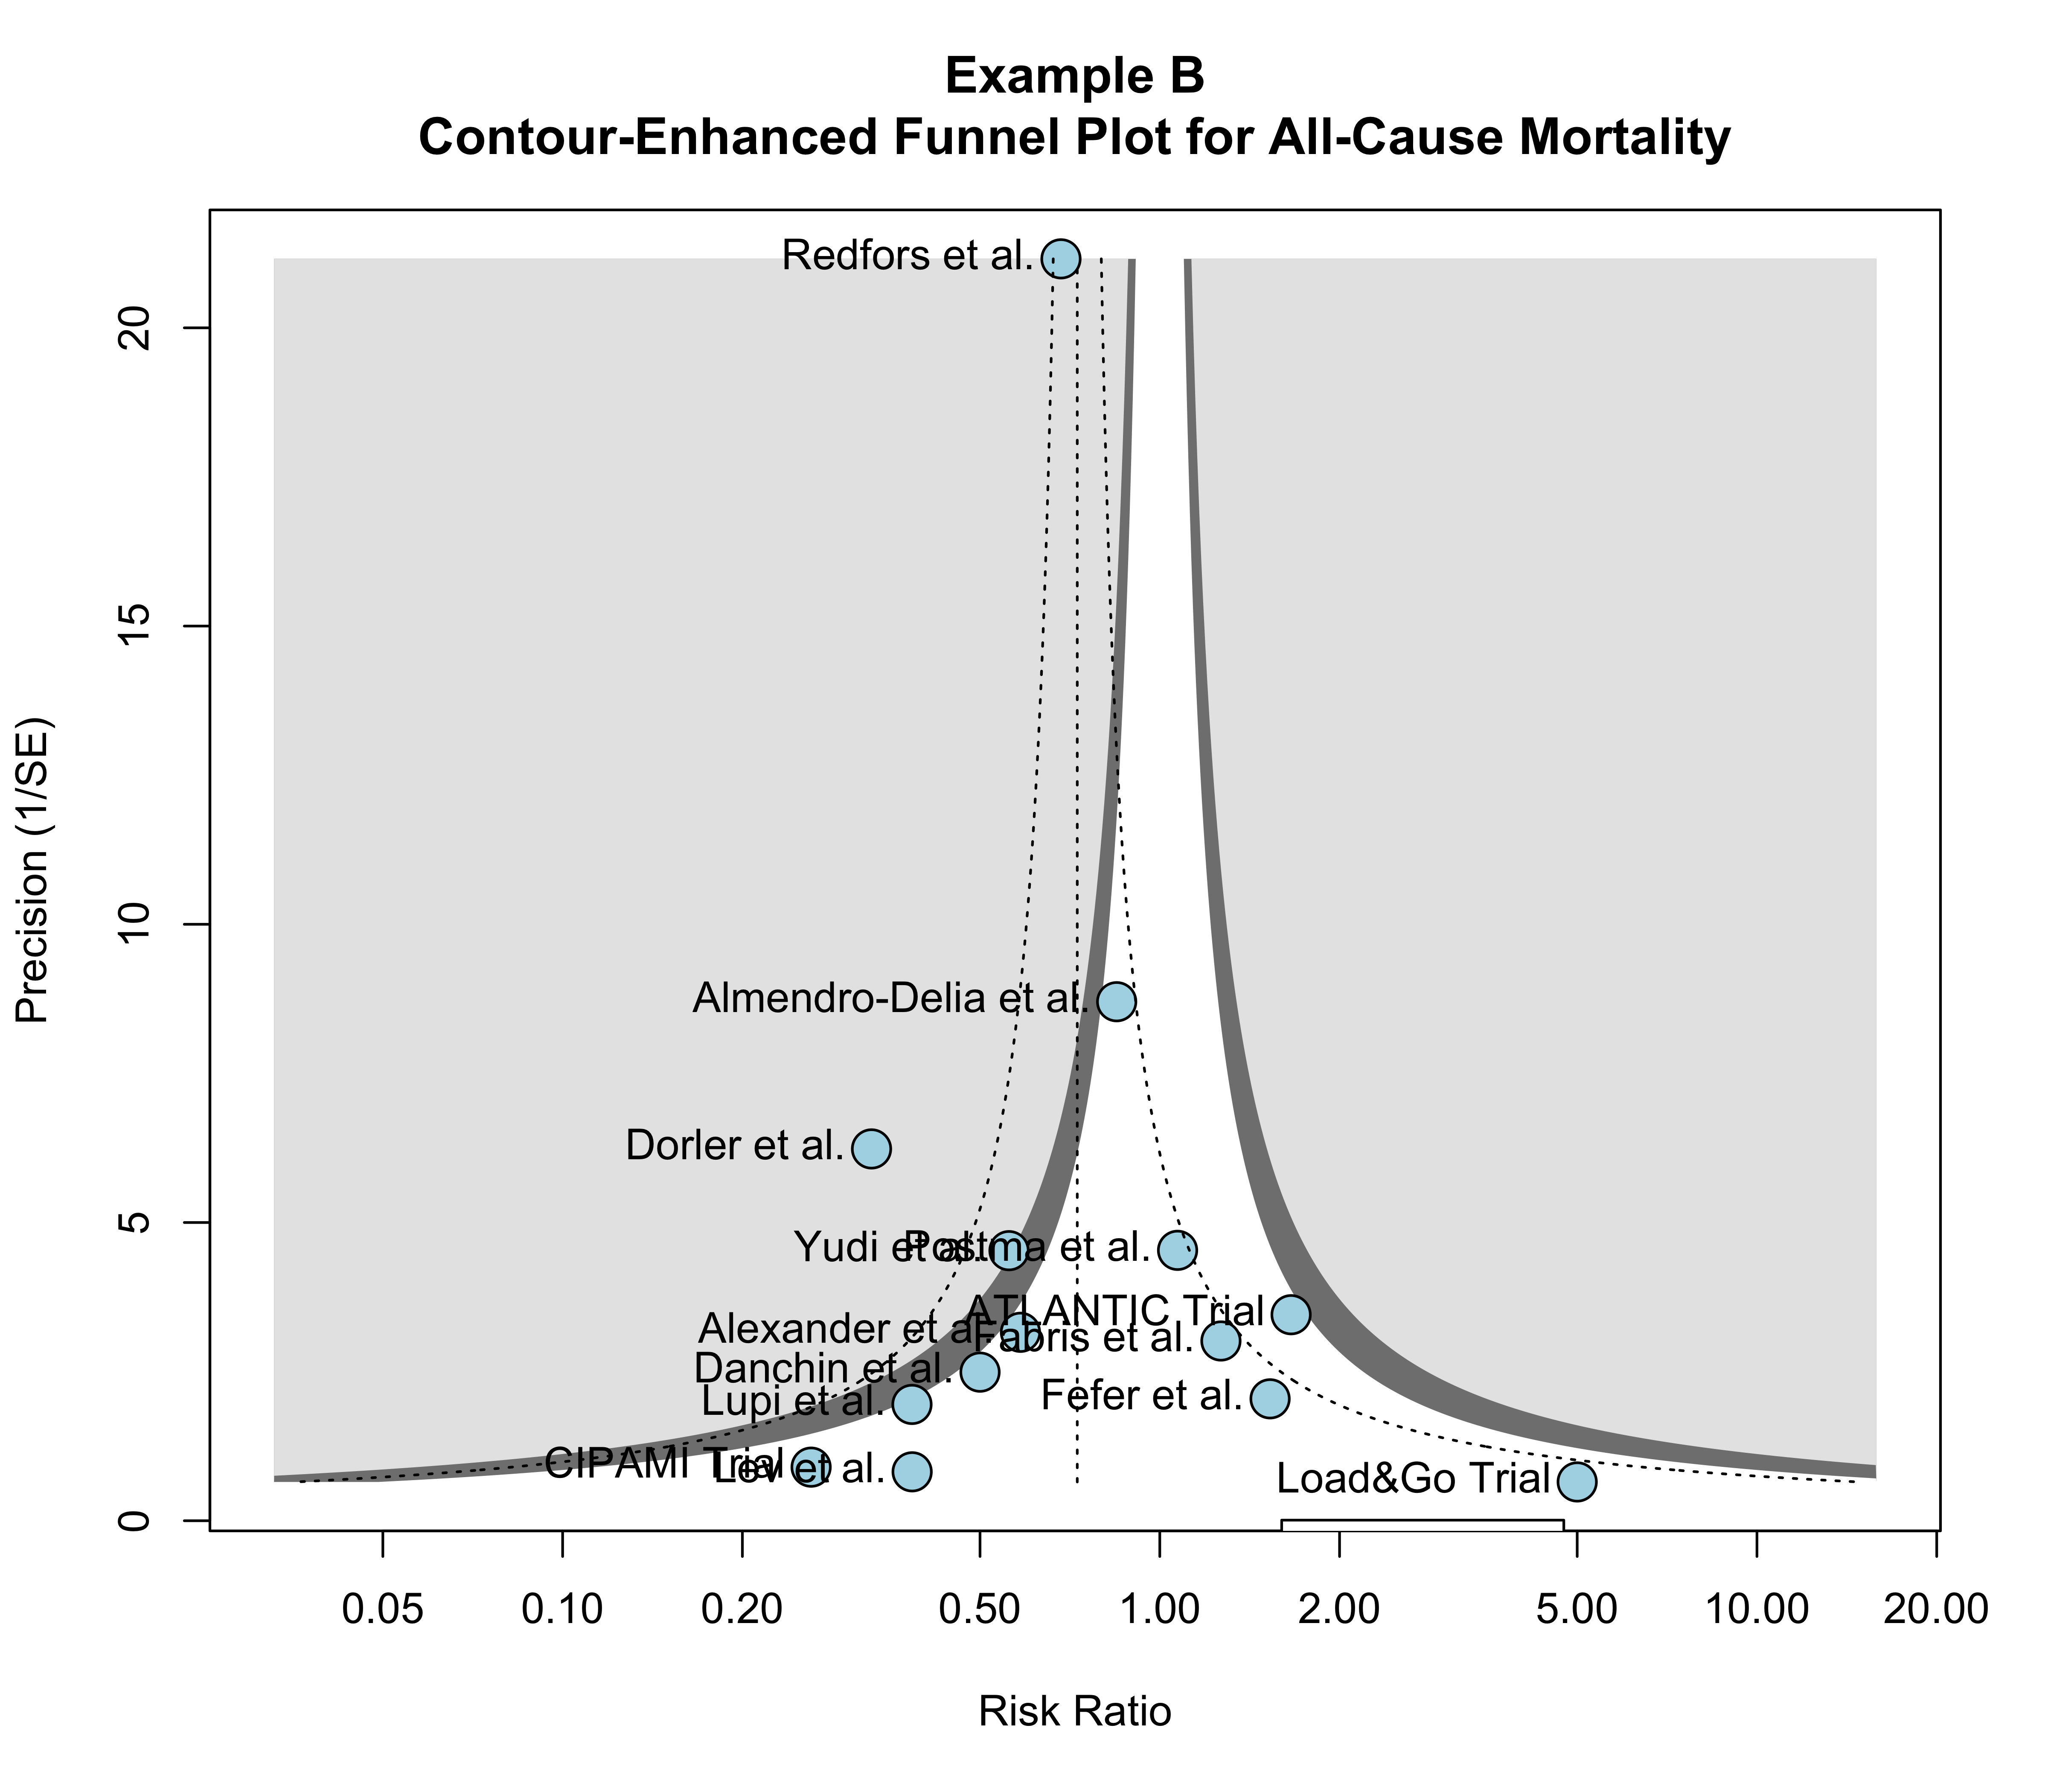 Example B
Contour-Enhanced Funnel Plot for All-Cause Mortality
Precision (1/SE)
20
15
10
5
0
Redfors et al.
Almendro-Delia et al.
Dorler et al.
Yudi et al.
Postma et al.
ATLANTIC Trial
Alexander et al.
Fabris et al.
Danchin et al.
Lupi et al.
Fefer et al.
CIPAMI Trial
Lev et al.
Load&Go Trial
0.05 0.10 0.20 0.50 1.00 2.00 5.00 10.00 20.00
Risk Ratio